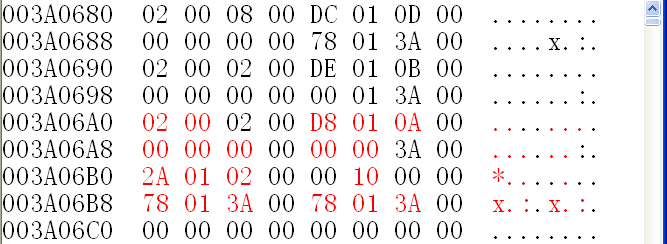 003A0680 02 00 08 00 DC 01 0D 00 ........
003A0688 00 00 00 00 78 01 3A 00 ....x.:.
003A0690 02 00 02 00 DE 01 0B 00 ........
003A0698 00 00 00 00 00 01 3A 00 ......:.
003A06A0 02 00 02 00 D8 01 0A 00 ........
003A06A8 00 00 00 00 00 00 3A 00 ......:.
003A06B0 2A 01 02 00 00 10 00 00 *.......
003A06B8 78 01 3A 00 78 01 3A 00 x.:.x.:.
003A06C0 00 00 00 00 00 00 00 00 ........